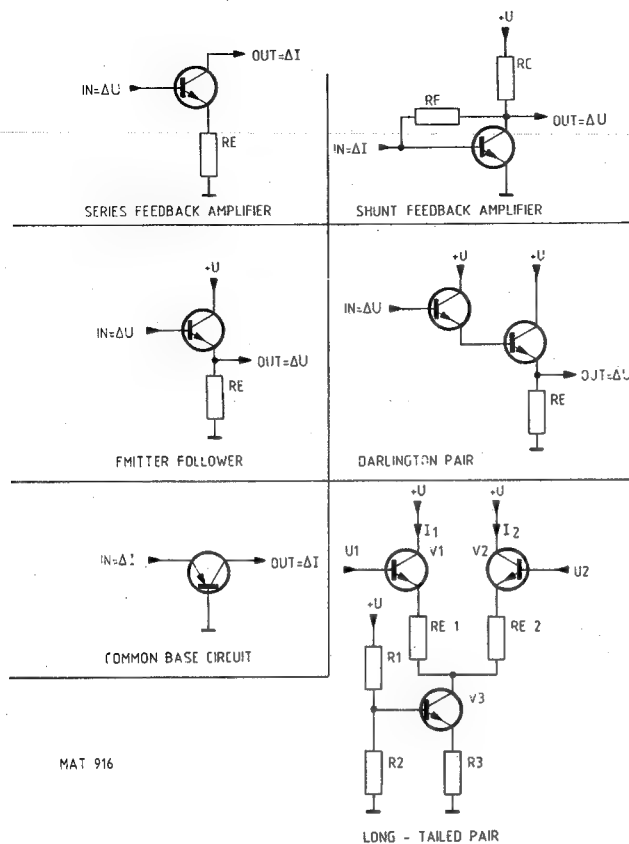 OUT=ΔI
IN=ΔU
RE
SERIES FEEDBACK AMPLIFIER
+U
RC
RF
OUT=ΔU
IN=ΔI
SHUNT FEEDBACK AMPLIFIER
+U
IN=ΔU
OUT=ΔU
RE
EMITTER FOLLOWER
+U +U
IN=ΔU
OUT=ΔU
RE
DARLINGTON PAIR
IN=ΔI OUT=ΔI
COMMON BASE CIRCUIT
+U +U
I1 I2
U1 V1 V2 U2
RE 1 RE 2
+U
R1
V3
R2 R3
LONG - TAILED PAIR
MAT 916